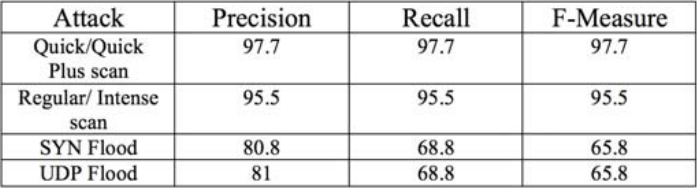 Attack Precision Recall F-Measure
Quick/Quick 97.7 97.7 97.7
Plus scan
Regular/ Intense 95.5 95.5 95.5
scan
SYN Flood 80.8 68.8 65.8
UDP Flood 81 68.8 65.8